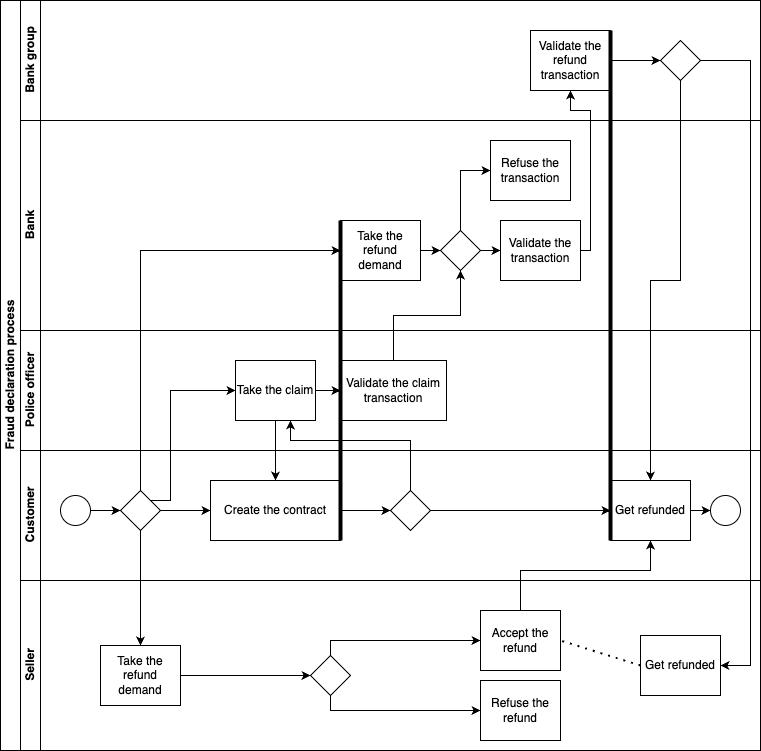 Fraud declaration process
Bank group
Validate the
refund
transaction
Bank
Refuse the
transaction
Take the
refund
demand
Validate the
transaction
Police officer
Take the claim
Validate the claim
transaction
Customer
Create the contract
Get refunded
Seller
Take the
refund
demand
Accept the
refund
Get refunded
Refuse the
refund